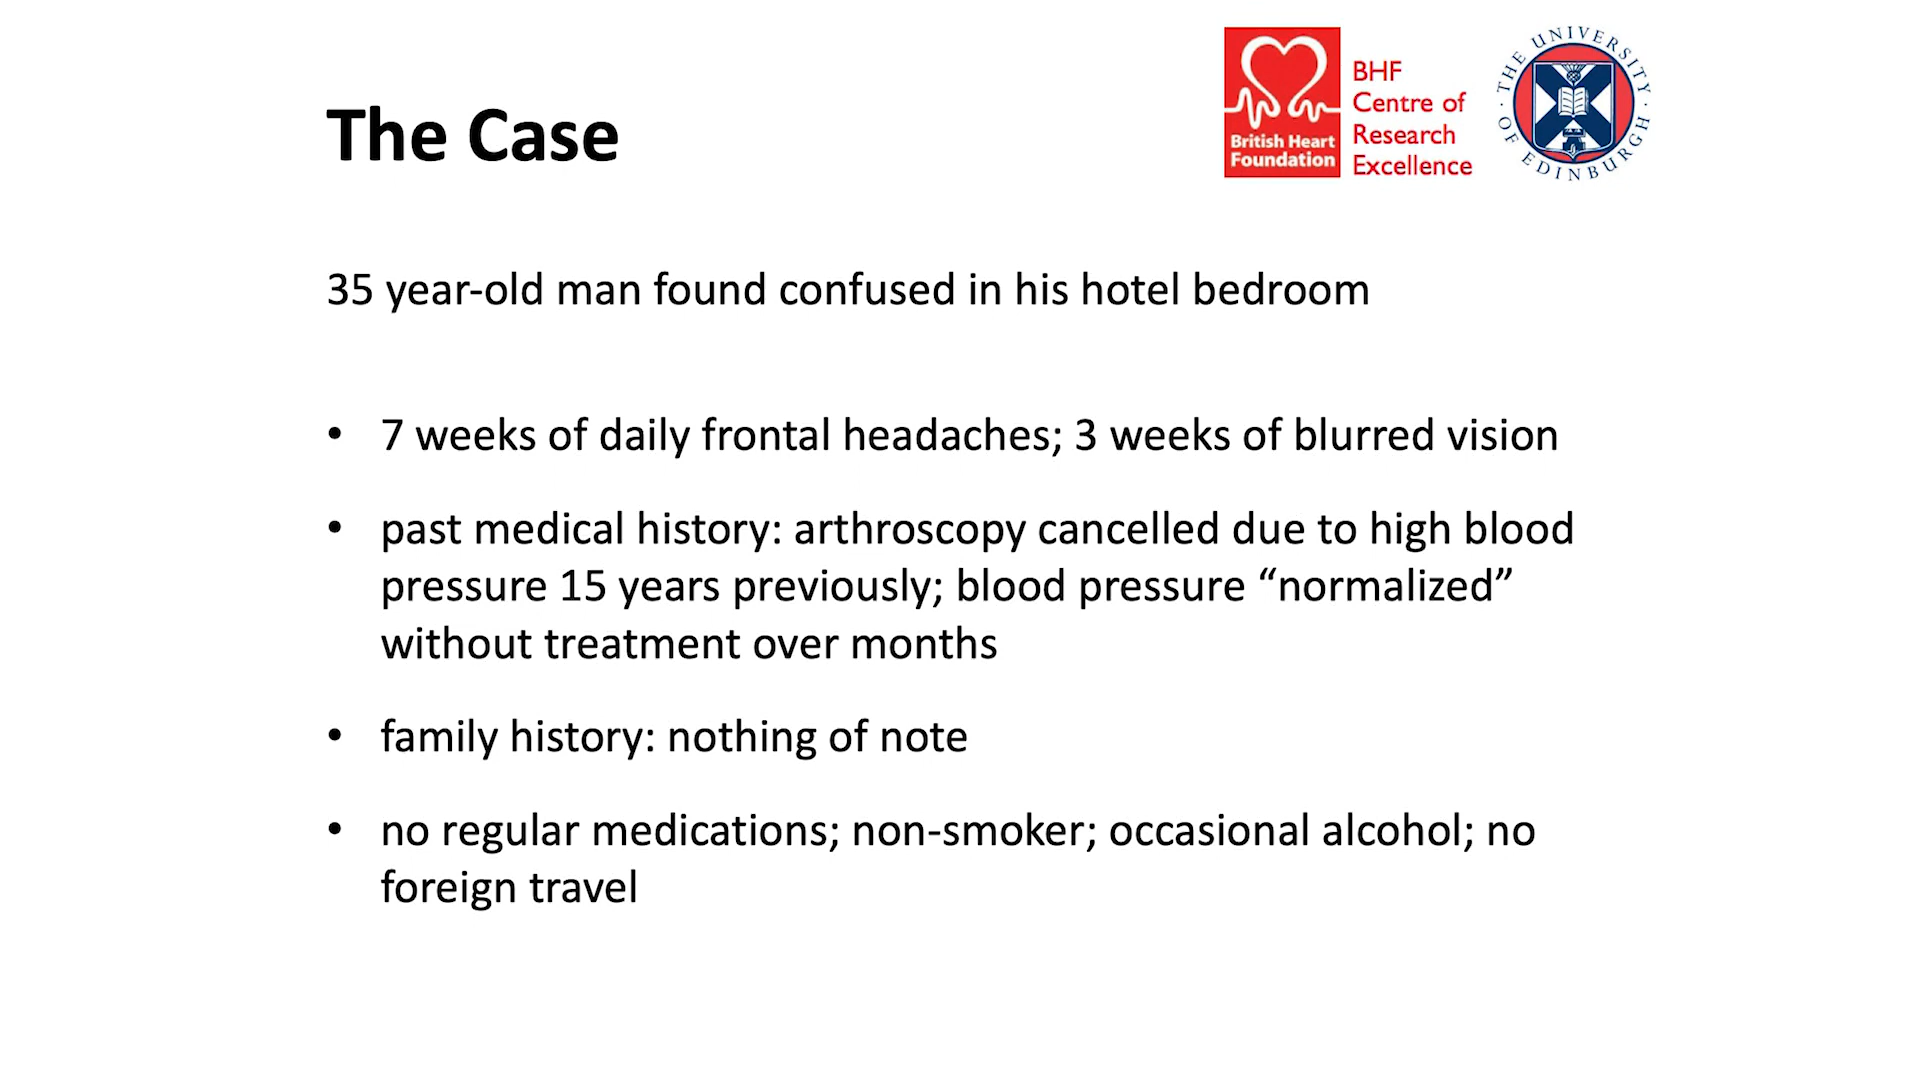 The Case
British Heart
Foundation
BHF
Centre of
Research
Excellence
THE UNIVERSITY
OF EDINBURGH
35 year-old man found confused in his hotel bedroom
• 7 weeks of daily frontal headaches; 3 weeks of blurred vision
• past medical history: arthroscopy cancelled due to high blood
pressure 15 years previously; blood pressure “normalized”
without treatment over months
• family history: nothing of note
• no regular medications; non-smoker; occasional alcohol; no
foreign travel